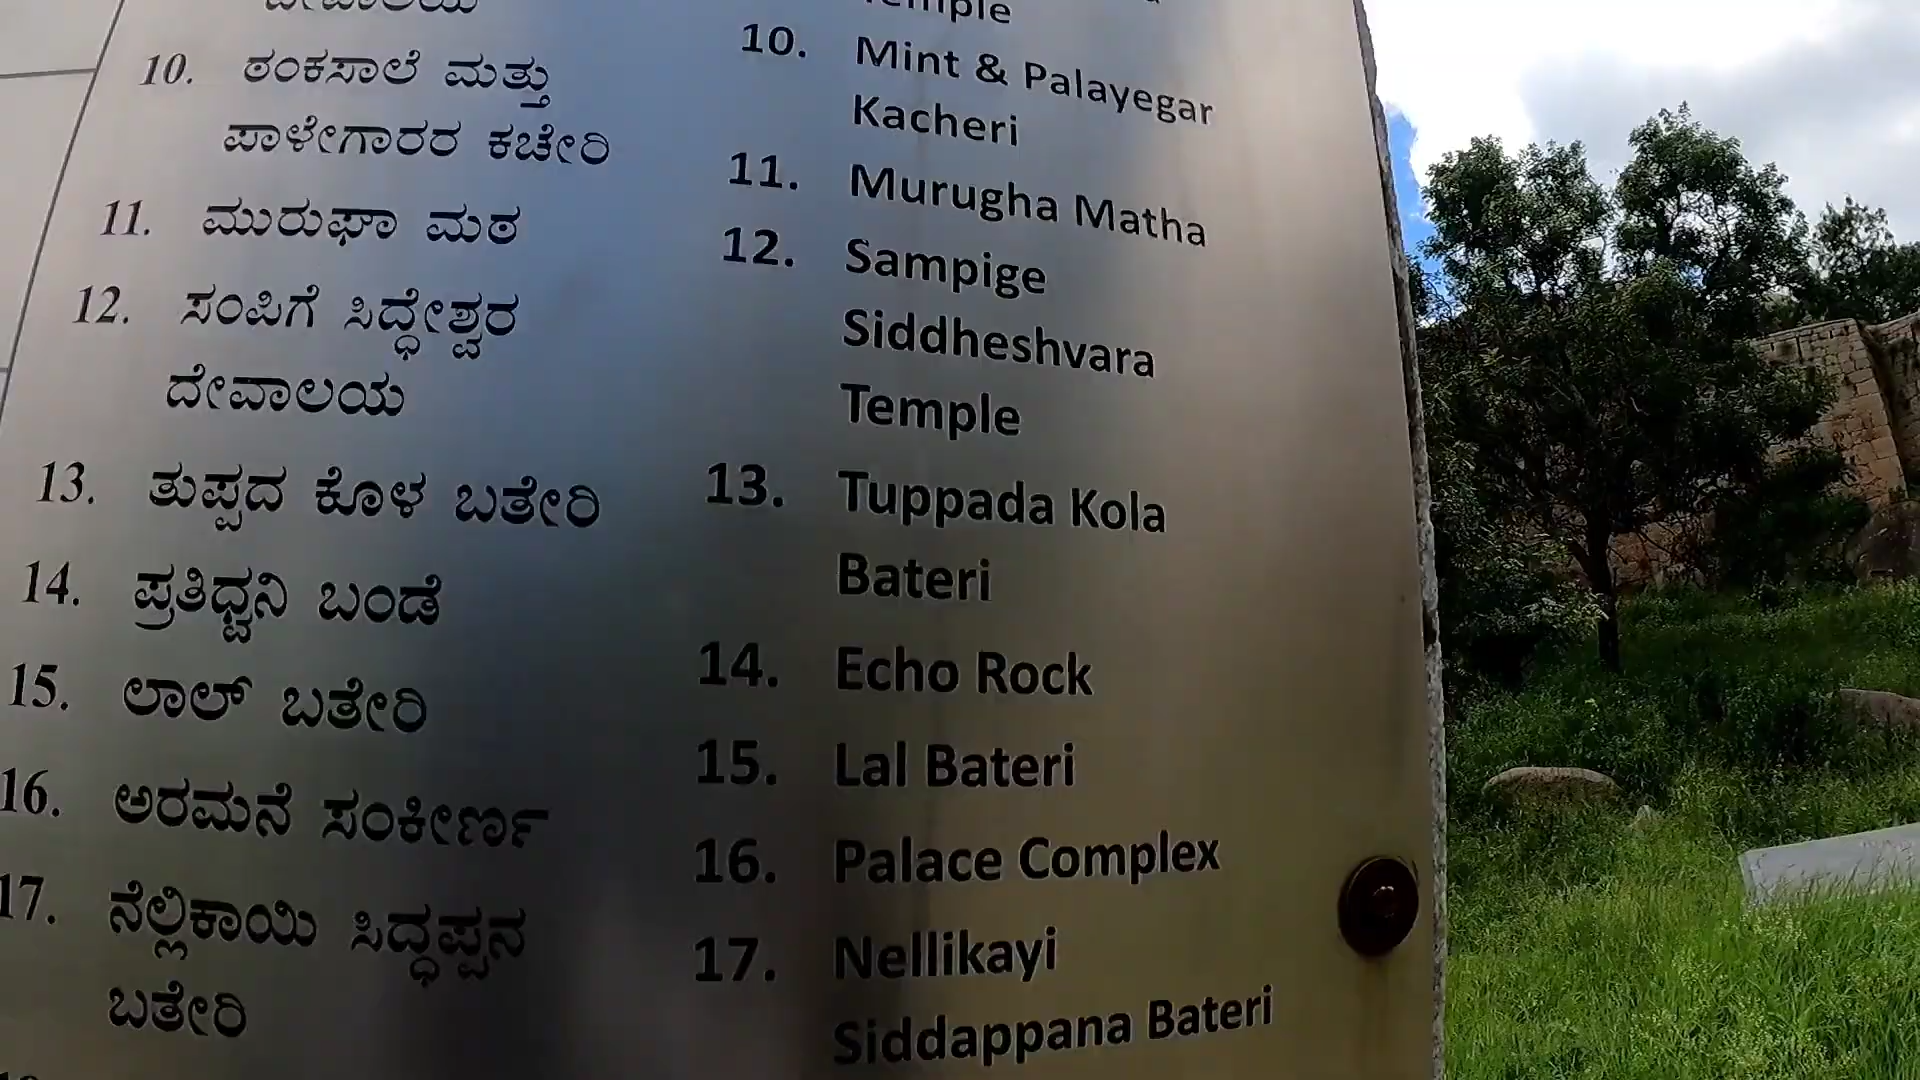 ದೇವಾಲಯ
10. ಠಂಕಸಾಲೆ ಮತ್ತು
ಪಾಳೇಗಾರರ ಕಚೇರಿ
11. ಮುರುಘಾ ಮಠ
12. ಸಂಪಿಗೆ ಸಿದ್ಧೇಶ್ವರ
ದೇವಾಲಯ
13. ತುಪ್ಪದ ಕೊಳ ಬತೇರಿ
14. ಪ್ರತಿಧ್ವನಿ ಬಂಡೆ
15. ಲಾಲ್ ಬತೇರಿ
16. ಅರಮನೆ ಸಂಕೀರ್ಣ
17. ನೆಲ್ಲಿಕಾಯಿ ಸಿದ್ಧಪ್ಪನ
ಬತೇರಿ
Temple
10. Mint & Palayegar
Kacheri
11. Murugha Matha
12. Sampige
Siddheshvara
Temple
13. Tuppada Kola
Bateri
14. Echo Rock
15. Lal Bateri
16. Palace Complex
17. Nellikayi
Siddappana Bateri